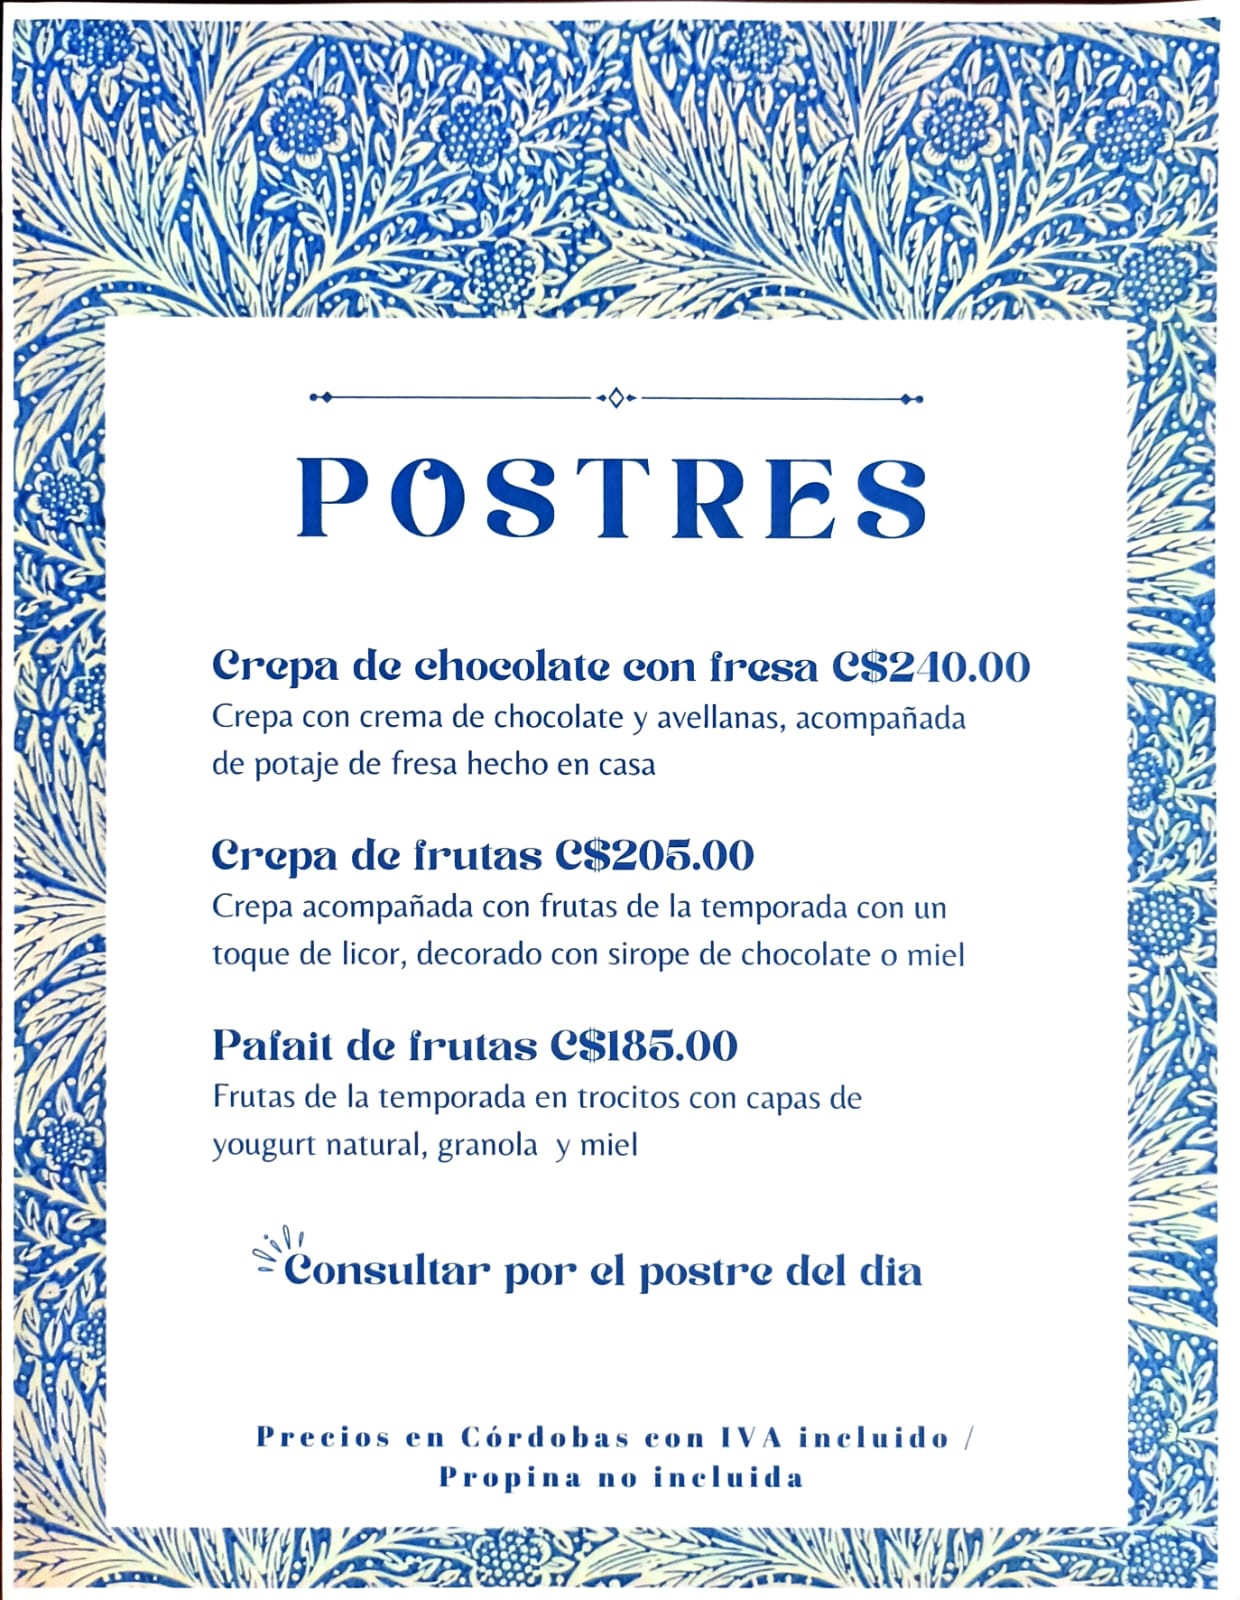 POSTRES
Crepa de chocolate con fresa C$240.00
Crepa con crema de chocolate y avellanas, acompañada
de potaje de fresa hecho en casa
Crepa de frutas C$205.00
Crepa acompañada con frutas de la temporada con un
toque de licor, decorado con sirope de chocolate o miel
Pafait de frutas C$185.00
Frutas de la temporada en trocitos con capas de
yougurt natural, granola y miel
Consultar por el postre del dia
Precios en Córdobas con IVA incluido /
Propina no incluida